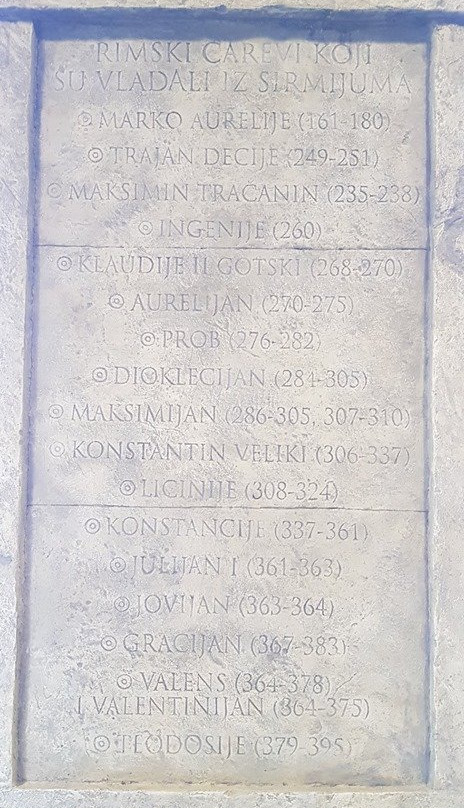 RIMSKI CAREVI KOJI
SU VLADALI IZ SIRMIJUMA
MARKO AURELIJE (161-180)
TRAJAN DECIJE (249-251)
MAKSIMIN TRAČANIN (235-238)
INGENIJE (260)
KLAUDIJE II GOTSKI (268-270)
AURELIJAN (270-275)
PROB (276-282)
DIOKLECIJAN (284-305)
MAKSIMIJAN (286-305, 307-310)
KONSTANTIN VELIKI (306-337)
LICINIJE (308-324)
KONSTANCIJE (337-361)
JULIJAN I (361-363)
JOVIJAN (363-364)
GRACIJAN (367-383)
VALENS (364-378)
I VALENTINIJAN (364-375)
TEODOSIJE (379-395)